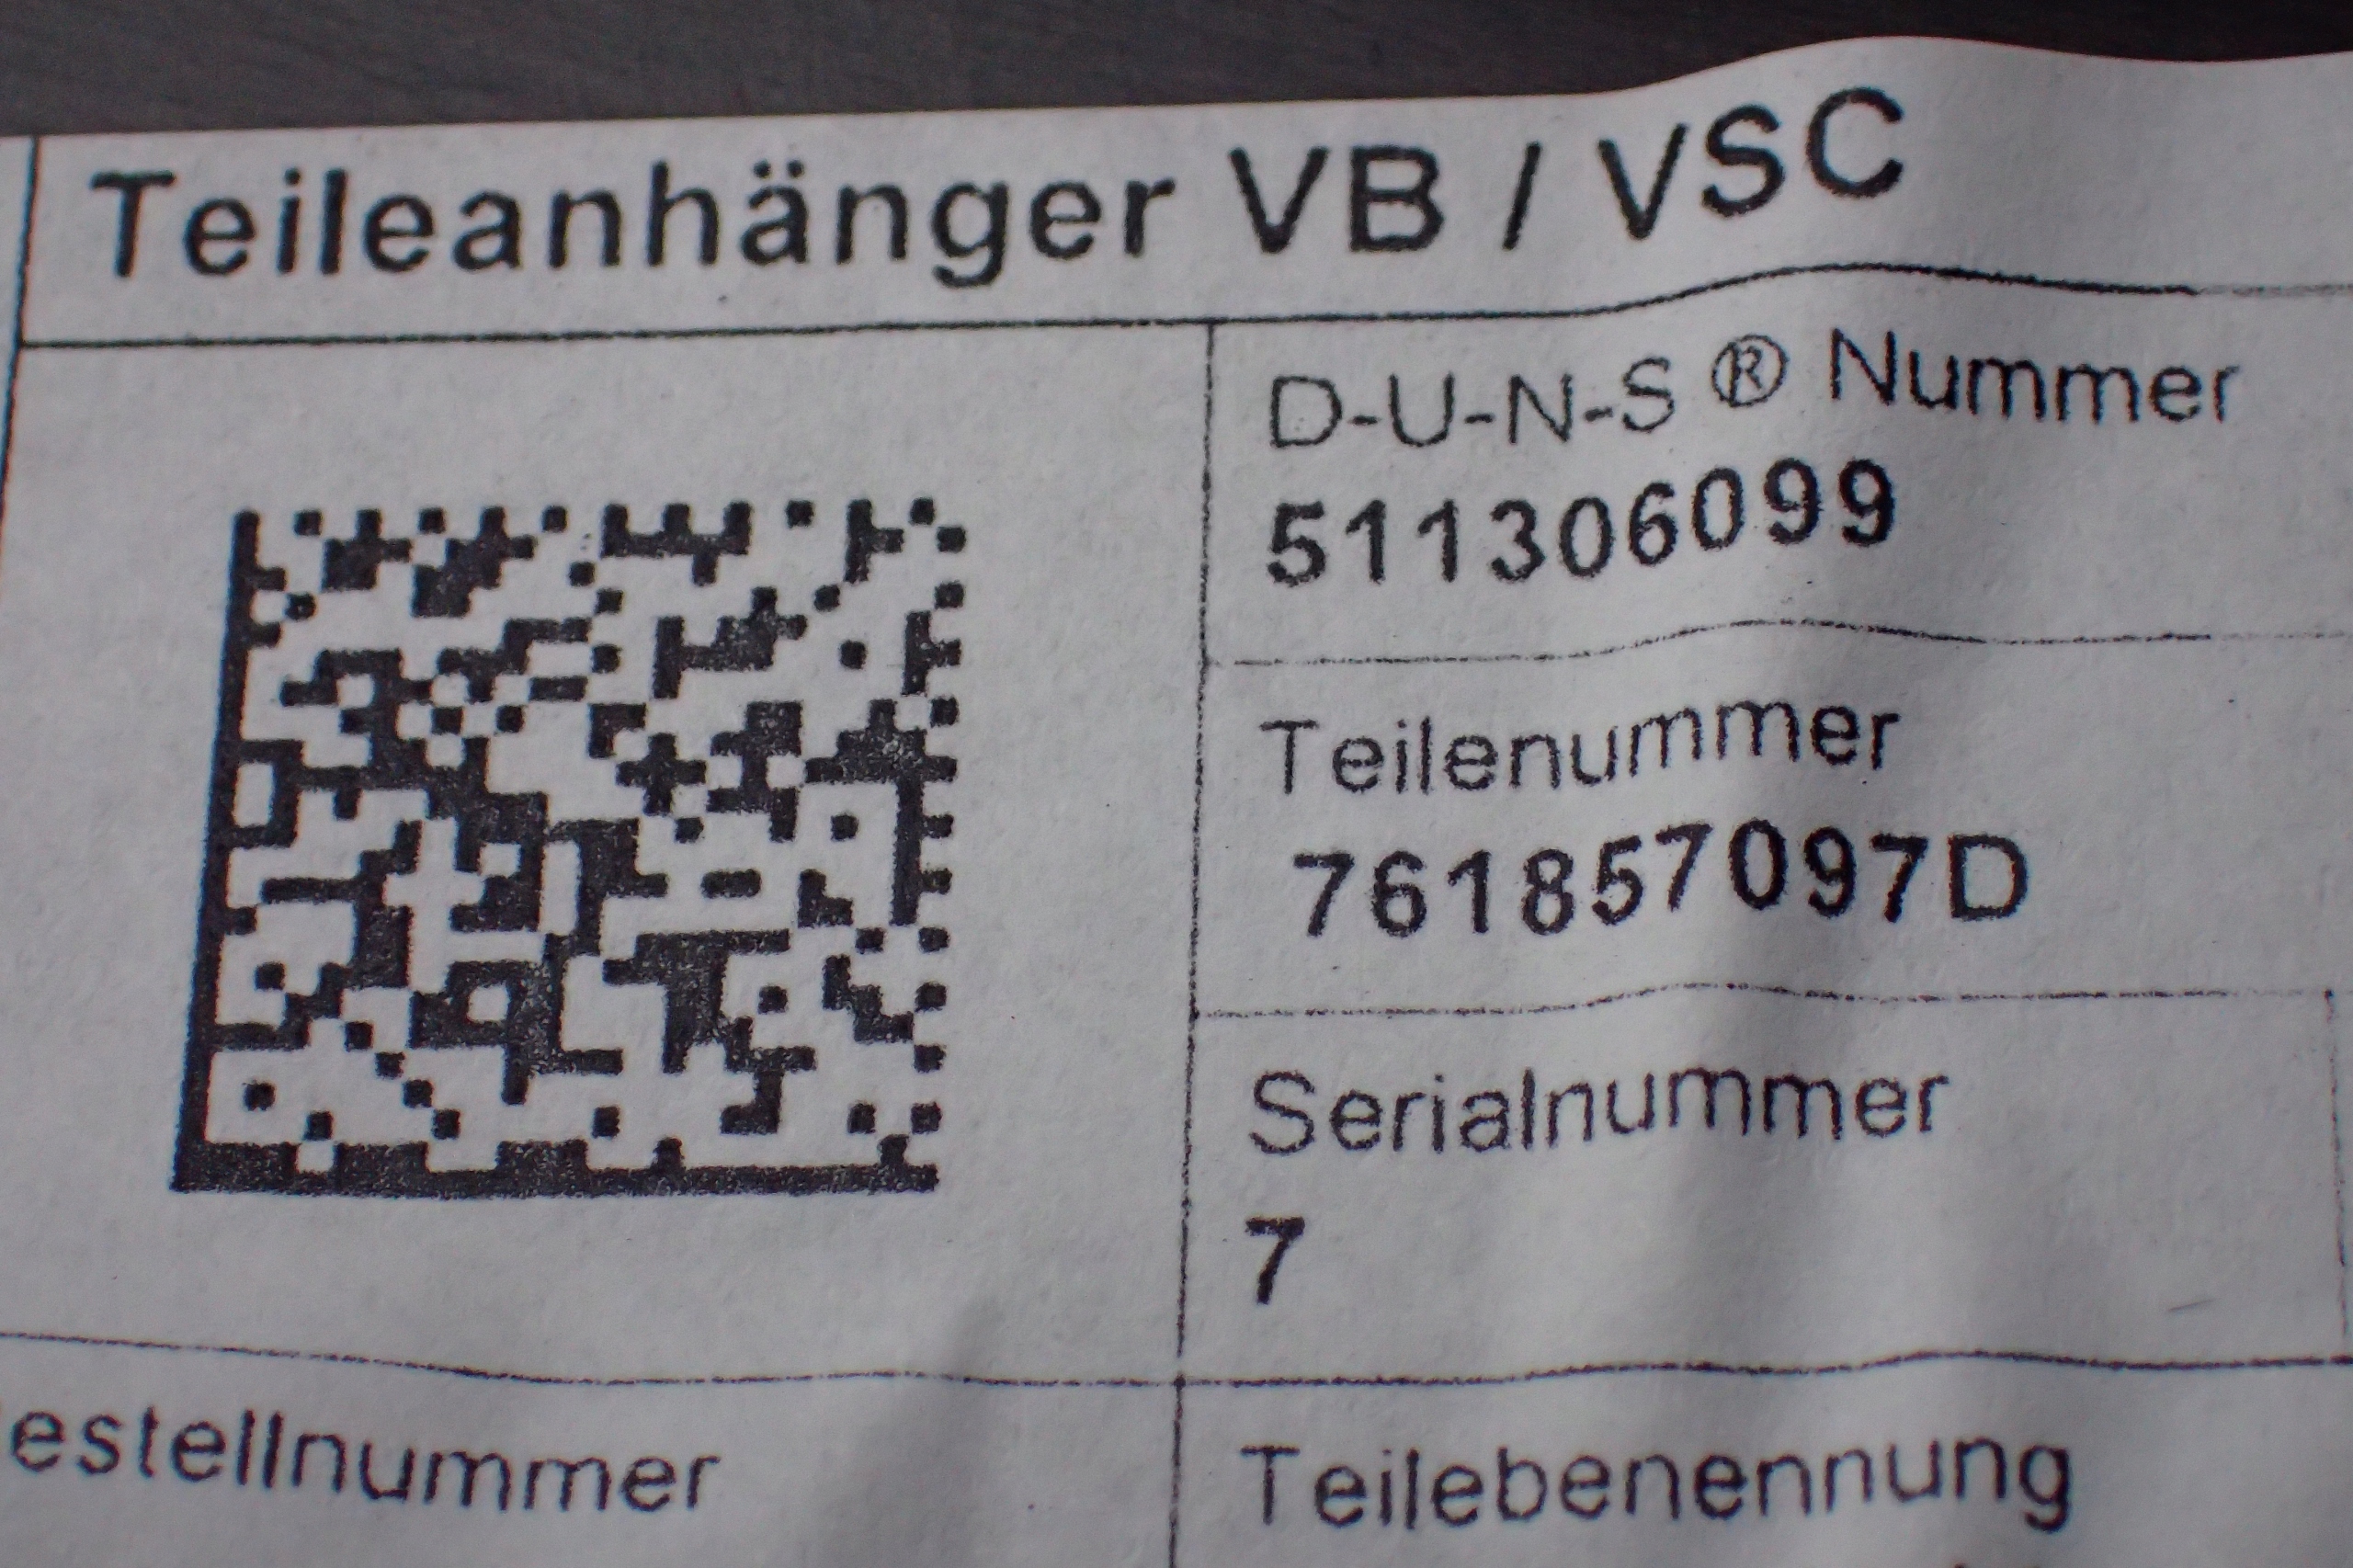 Teileanhänger VB / VSC
D-U-N-S ® Nummer
511306099
Teilenummer
761857097D
Serialnummer
7
estellnummer
Teilebenennung